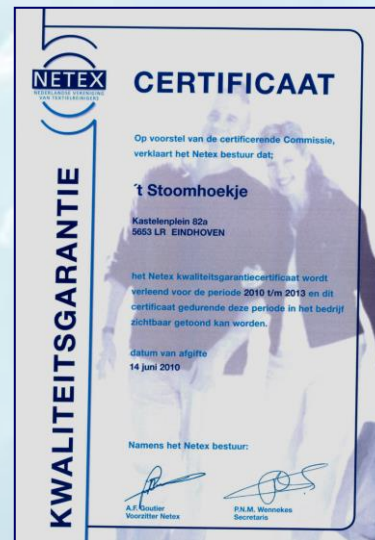 NETEX
NEDERLANDSE VERENIGING
VAN TEXTIELREINIGERS
KWALITEITSGARANTIE
CERTIFICAAT
Op voorstel van de certificerende Commissie,
verklaart het Netex bestuur dat;
´t Stoomhoekje
Kastelenplein 82a
5653 LR EINDHOVEN
het Netex kwaliteitsgarantiecertificaat wordt
verleend voor de periode 2010 t/m 2013 en dit
certificaat gedurende deze periode in het bedrijf
zichtbaar getoond kan worden.
datum van afgifte
14 juni 2010
Namens het Netex bestuur:
A.F. Goutier
Voorzitter Netex
P.N.M. Wennekes
Secretaris